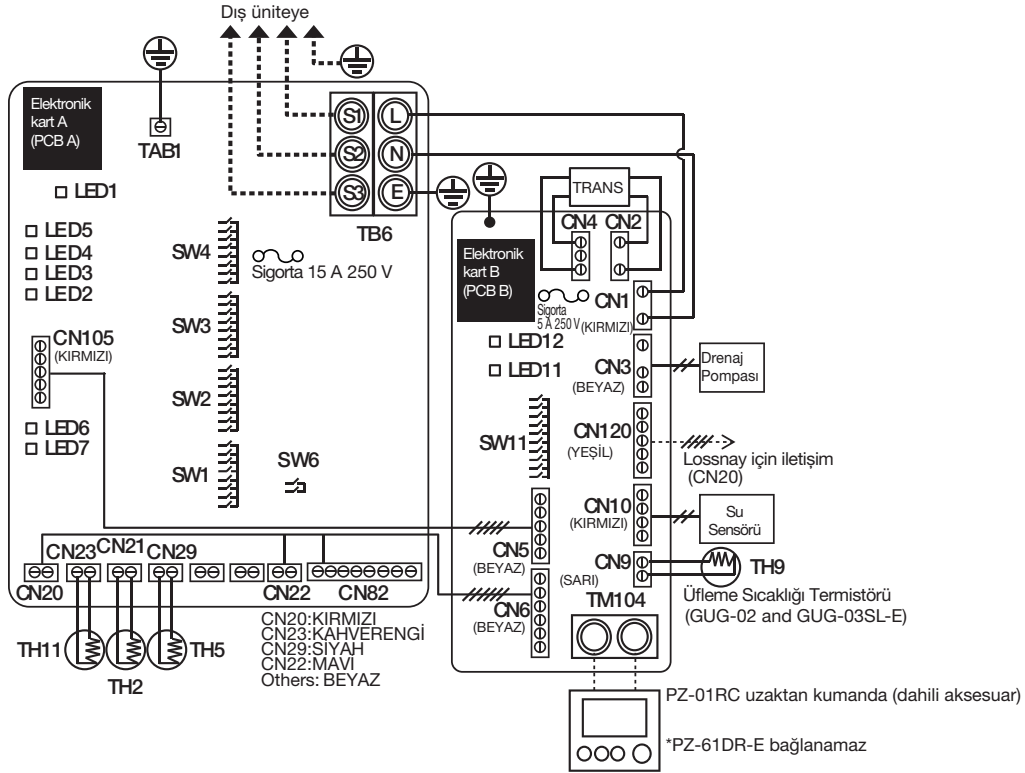 Dış üniteye
Elektronik
kart A
(PCB A)
TAB1
S1
L
S2
N
S3
E
TB6
LED1
LED5
LED4
LED3
LED2
SW4
Sigorta 15 A 250 V
SW3
CN105
(KIRMIZI)
SW2
LED6
LED7
SW1
SW6
CN23
CN21
CN29
CN20
CN22
CN82
CN20:KIRMIZI
CN23:KAHVERENGİ
CN29:SİYAH
CN22:MAVI
Others: BEYAZ
TH11
TH2
TH5
TRANS
CN4
CN2
Elektronik
kart B
(PCB B)
Sigorta
5 A 250 V
CN1
(KIRMIZI)
LED12
LED11
CN3
(BEYAZ)
Drenaj
Pompası
SW11
CN120
(YEŞİL)
Lossnay için iletişim
(CN20)
CN10
(KIRMIZI)
Su
Sensörü
CN5
(BEYAZ)
CN9
(SARI)
TH9
Üfleme Sıcaklığı Termistörü
(GUG-02 and GUG-03SL-E)
CN6
(BEYAZ)
TM104
PZ-01RC uzaktan kumanda (dahili aksesuar)
*PZ-61DR-E bağlanamaz